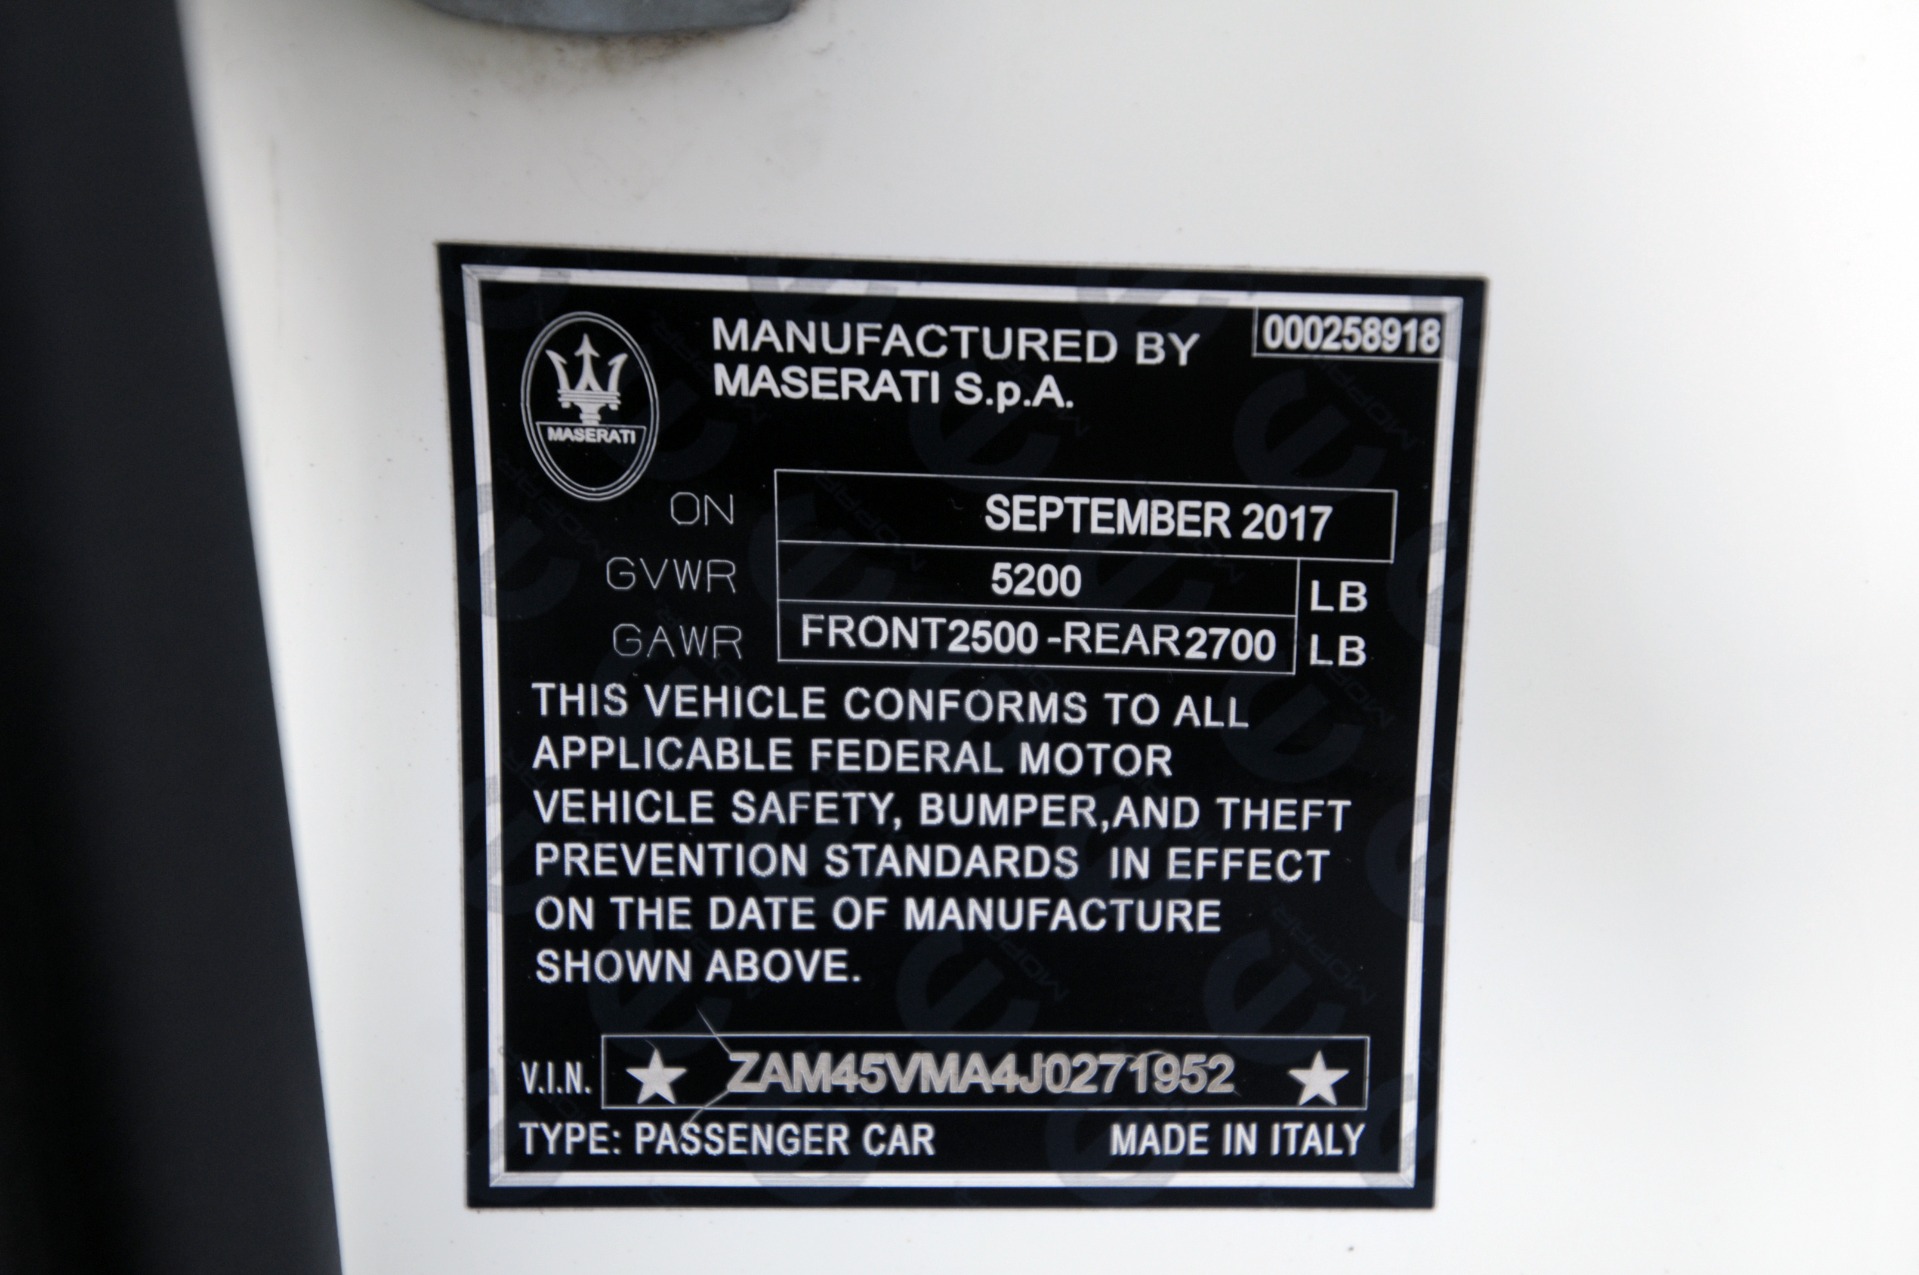 MANUFACTURED BY
000258918
MASERATI S.p.A.
MASERATI
ON SEPTEMBER 2017
GVWR 5200 LB
GAWR FRONT2500-REAR2700 LB
THIS VEHICLE CONFORMS TO ALL
APPLICABLE FEDERAL MOTOR
VEHICLE SAFETY, BUMPER,AND THEFT
PREVENTION STANDARDS IN EFFECT
ON THE DATE OF MANUFACTURE
SHOWN ABOVE.
V.I.N. ★ ZAM45VMA4J0271952 ★
TYPE: PASSENGER CAR MADE IN ITALY